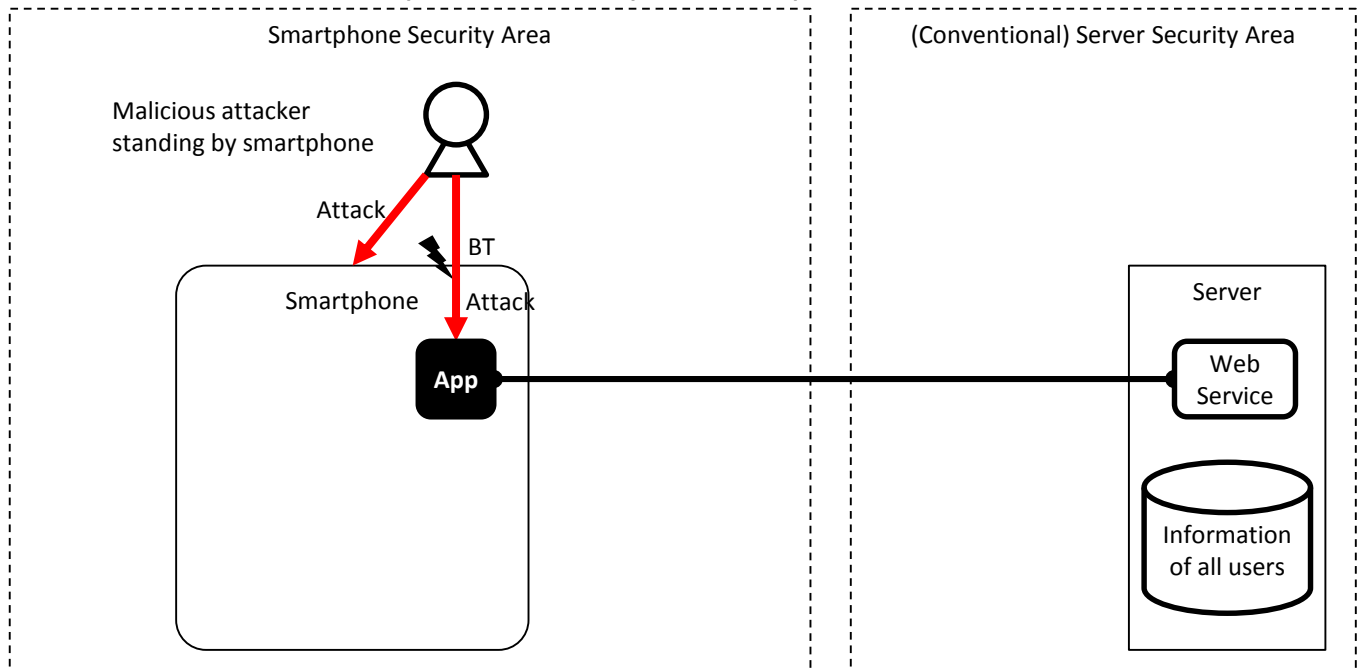 Smartphone Security Area
(Conventional) Server Security Area
Malicious attacker
standing by smartphone
Attack
BT
Smartphone
Attack
App
Server
Web
Service
Information
of all users